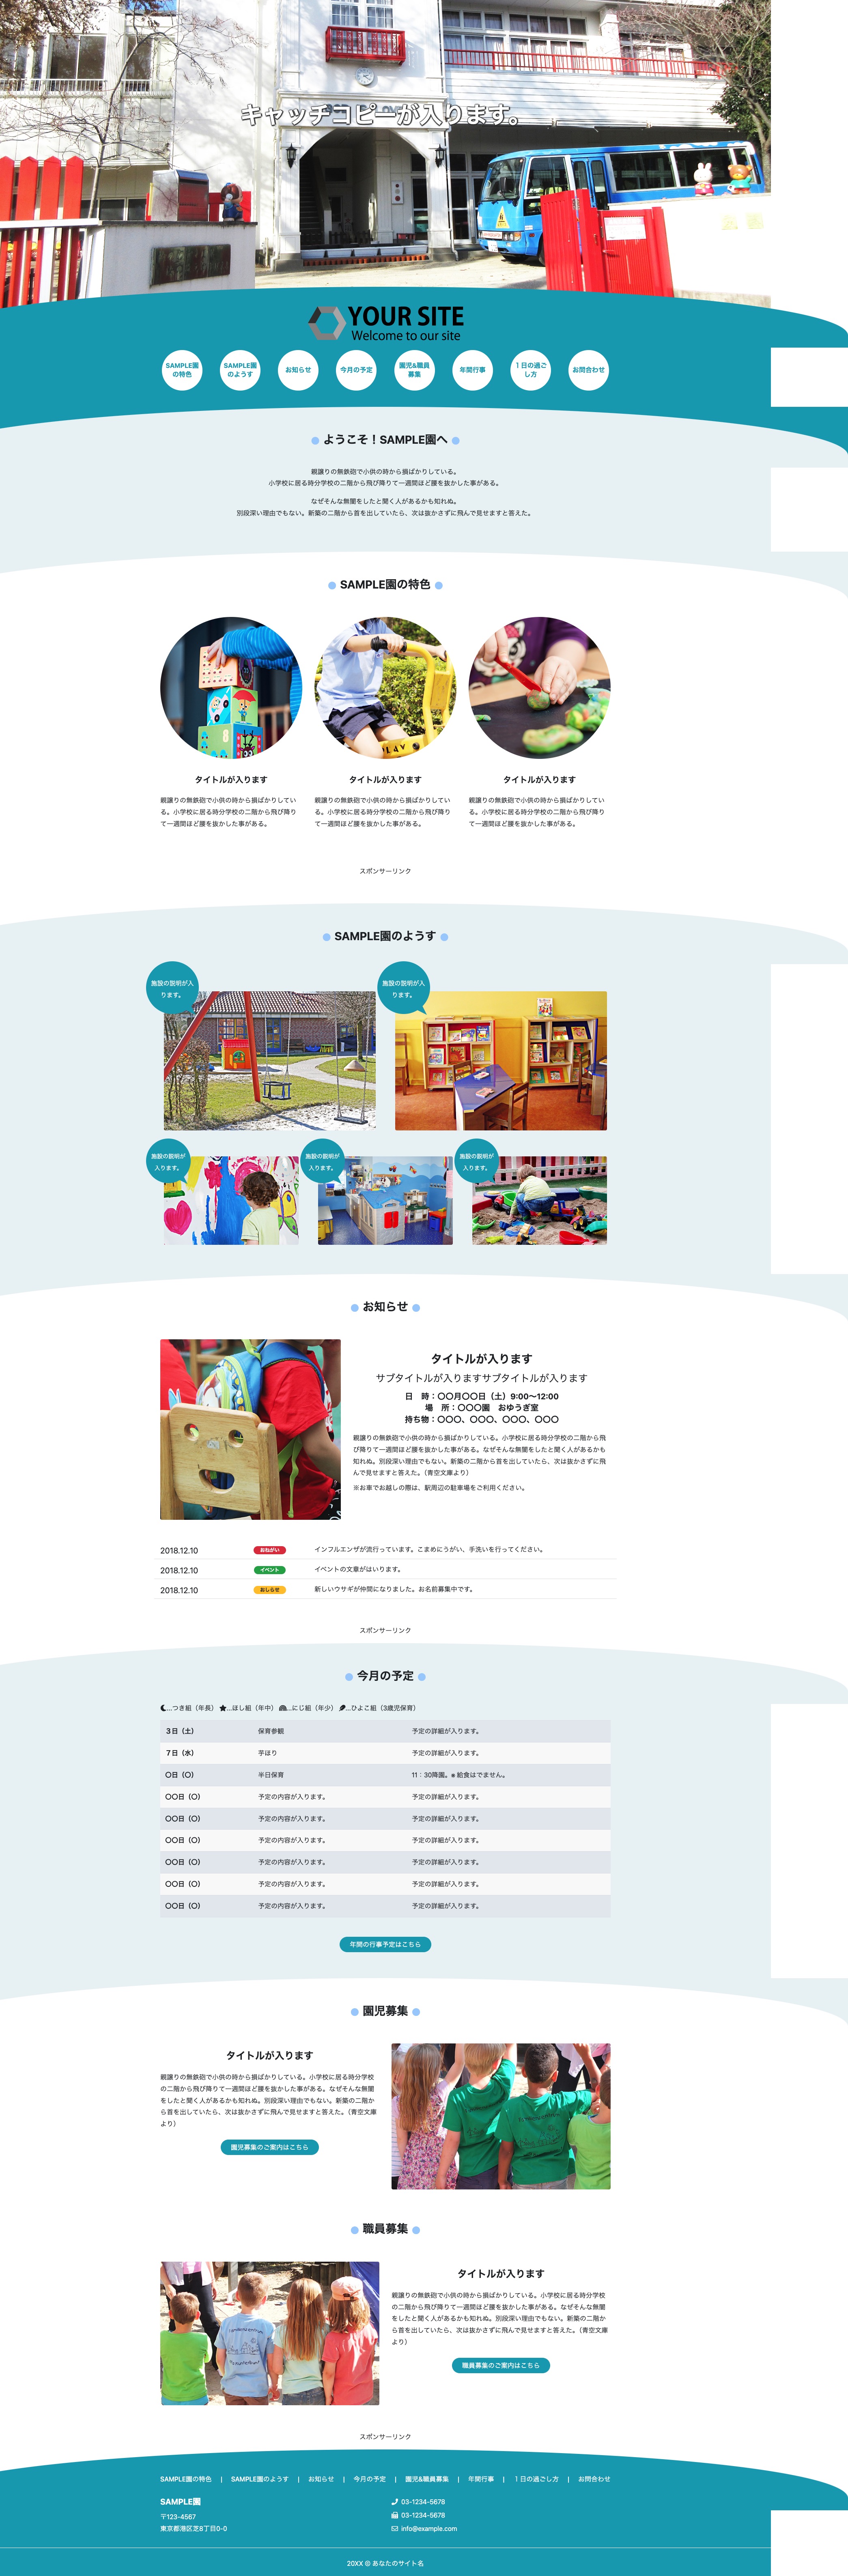 キャッチコピーが入ります。
YOUR SITE
Welcome to our site
SAMPLE園
の特色
SAMPLE園
のようす
お知らせ
今月の予定
園児&職員
募集
年間行事
１日の過ご
し方
お問合わせ
ようこそ！SAMPLE園へ
親譲りの無鉄砲で小供の時から損ばかりしている。
小学校に居る時分学校の二階から飛び降りて一週間ほど腰を抜かした事がある。
なぜそんな無闇をしたと聞く人があるかも知れぬ。
別段深い理由でもない。新築の二階から首を出していたら、次は抜かさずに飛んで見せますと答えた。
SAMPLE園の特色
タイトルが入ります
親譲りの無鉄砲で小供の時から損ばかりしてい
る。小学校に居る時分学校の二階から飛び降り
て一週間ほど腰を抜かした事がある。
タイトルが入ります
親譲りの無鉄砲で小供の時から損ばかりしてい
る。小学校に居る時分学校の二階から飛び降り
て一週間ほど腰を抜かした事がある。
タイトルが入ります
親譲りの無鉄砲で小供の時から損ばかりしてい
る。小学校に居る時分学校の二階から飛び降り
て一週間ほど腰を抜かした事がある。
スポンサーリンク
SAMPLE園のようす
施設の説明が入
ります。
施設の説明が入
ります。
施設の説明が
入ります。
施設の説明が
入ります。
施設の説明が
入ります。
お知らせ
タイトルが入ります
サブタイトルが入りますサブタイトルが入ります
日　時：〇〇月〇〇日（土）9:00〜12:00
場　所：〇〇〇園　おゆうぎ室
持ち物：〇〇〇、〇〇〇、〇〇〇、〇〇〇
親譲りの無鉄砲で小供の時から損ばかりしている。小学校に居る時分学校の二階から飛
び降りて一週間ほど腰を抜かした事がある。なぜそんな無闇をしたと聞く人があるかも
知れぬ。別段深い理由でもない。新築の二階から首を出していたら、次は抜かさずに飛
んで見せますと答えた。（青空文庫より）
※お車でお越しの際は、駅周辺の駐車場をご利用ください。
2018.12.10 おねがい インフルエンザが流行っています。こまめにうがい、手洗いを行ってください。
2018.12.10 イベント イベントの文章がはいります。
2018.12.10 おしらせ 新しいウサギが仲間になりました。お名前募集中です。
スポンサーリンク
今月の予定
...つき組（年長） ...ほし組（年中） ...にじ組（年少） ...ひよこ組（3歳児保育）
３日（土） 保育参観 予定の詳細が入ります。
７日（水） 芋ほり 予定の詳細が入ります。
〇日（〇） 半日保育 11：30降園。※給食はでません。
〇〇日（〇） 予定の内容が入ります。 予定の詳細が入ります。
〇〇日（〇） 予定の内容が入ります。 予定の詳細が入ります。
〇〇日（〇） 予定の内容が入ります。 予定の詳細が入ります。
〇〇日（〇） 予定の内容が入ります。 予定の詳細が入ります。
〇〇日（〇） 予定の内容が入ります。 予定の詳細が入ります。
〇〇日（〇） 予定の内容が入ります。 予定の詳細が入ります。
年間の行事予定はこちら
園児募集
タイトルが入ります
親譲りの無鉄砲で小供の時から損ばかりしている。小学校に居る時分学校
の二階から飛び降りて一週間ほど腰を抜かした事がある。なぜそんな無闇
をしたと聞く人があるかも知れぬ。別段深い理由でもない。新築の二階か
ら首を出していたら、次は抜かさずに飛んで見せますと答えた。（青空文庫
より）
園児募集のご案内はこちら
職員募集
タイトルが入ります
親譲りの無鉄砲で小供の時から損ばかりしている。小学校に居る時分学校
の二階から飛び降りて一週間ほど腰を抜かした事がある。なぜそんな無闇
をしたと聞く人があるかも知れぬ。別段深い理由でもない。新築の二階か
ら首を出していたら、次は抜かさずに飛んで見せますと答えた。（青空文庫
より）
職員募集のご案内はこちら
スポンサーリンク
SAMPLE園の特色 | SAMPLE園のようす | お知らせ | 今月の予定 | 園児&職員募集 | 年間行事 | １日の過ごし方 | お問合わせ
SAMPLE園
〒123-4567
東京都港区芝8丁目0-0
03-1234-5678
03-1234-5678
info@example.com
20XX © あなたのサイト名